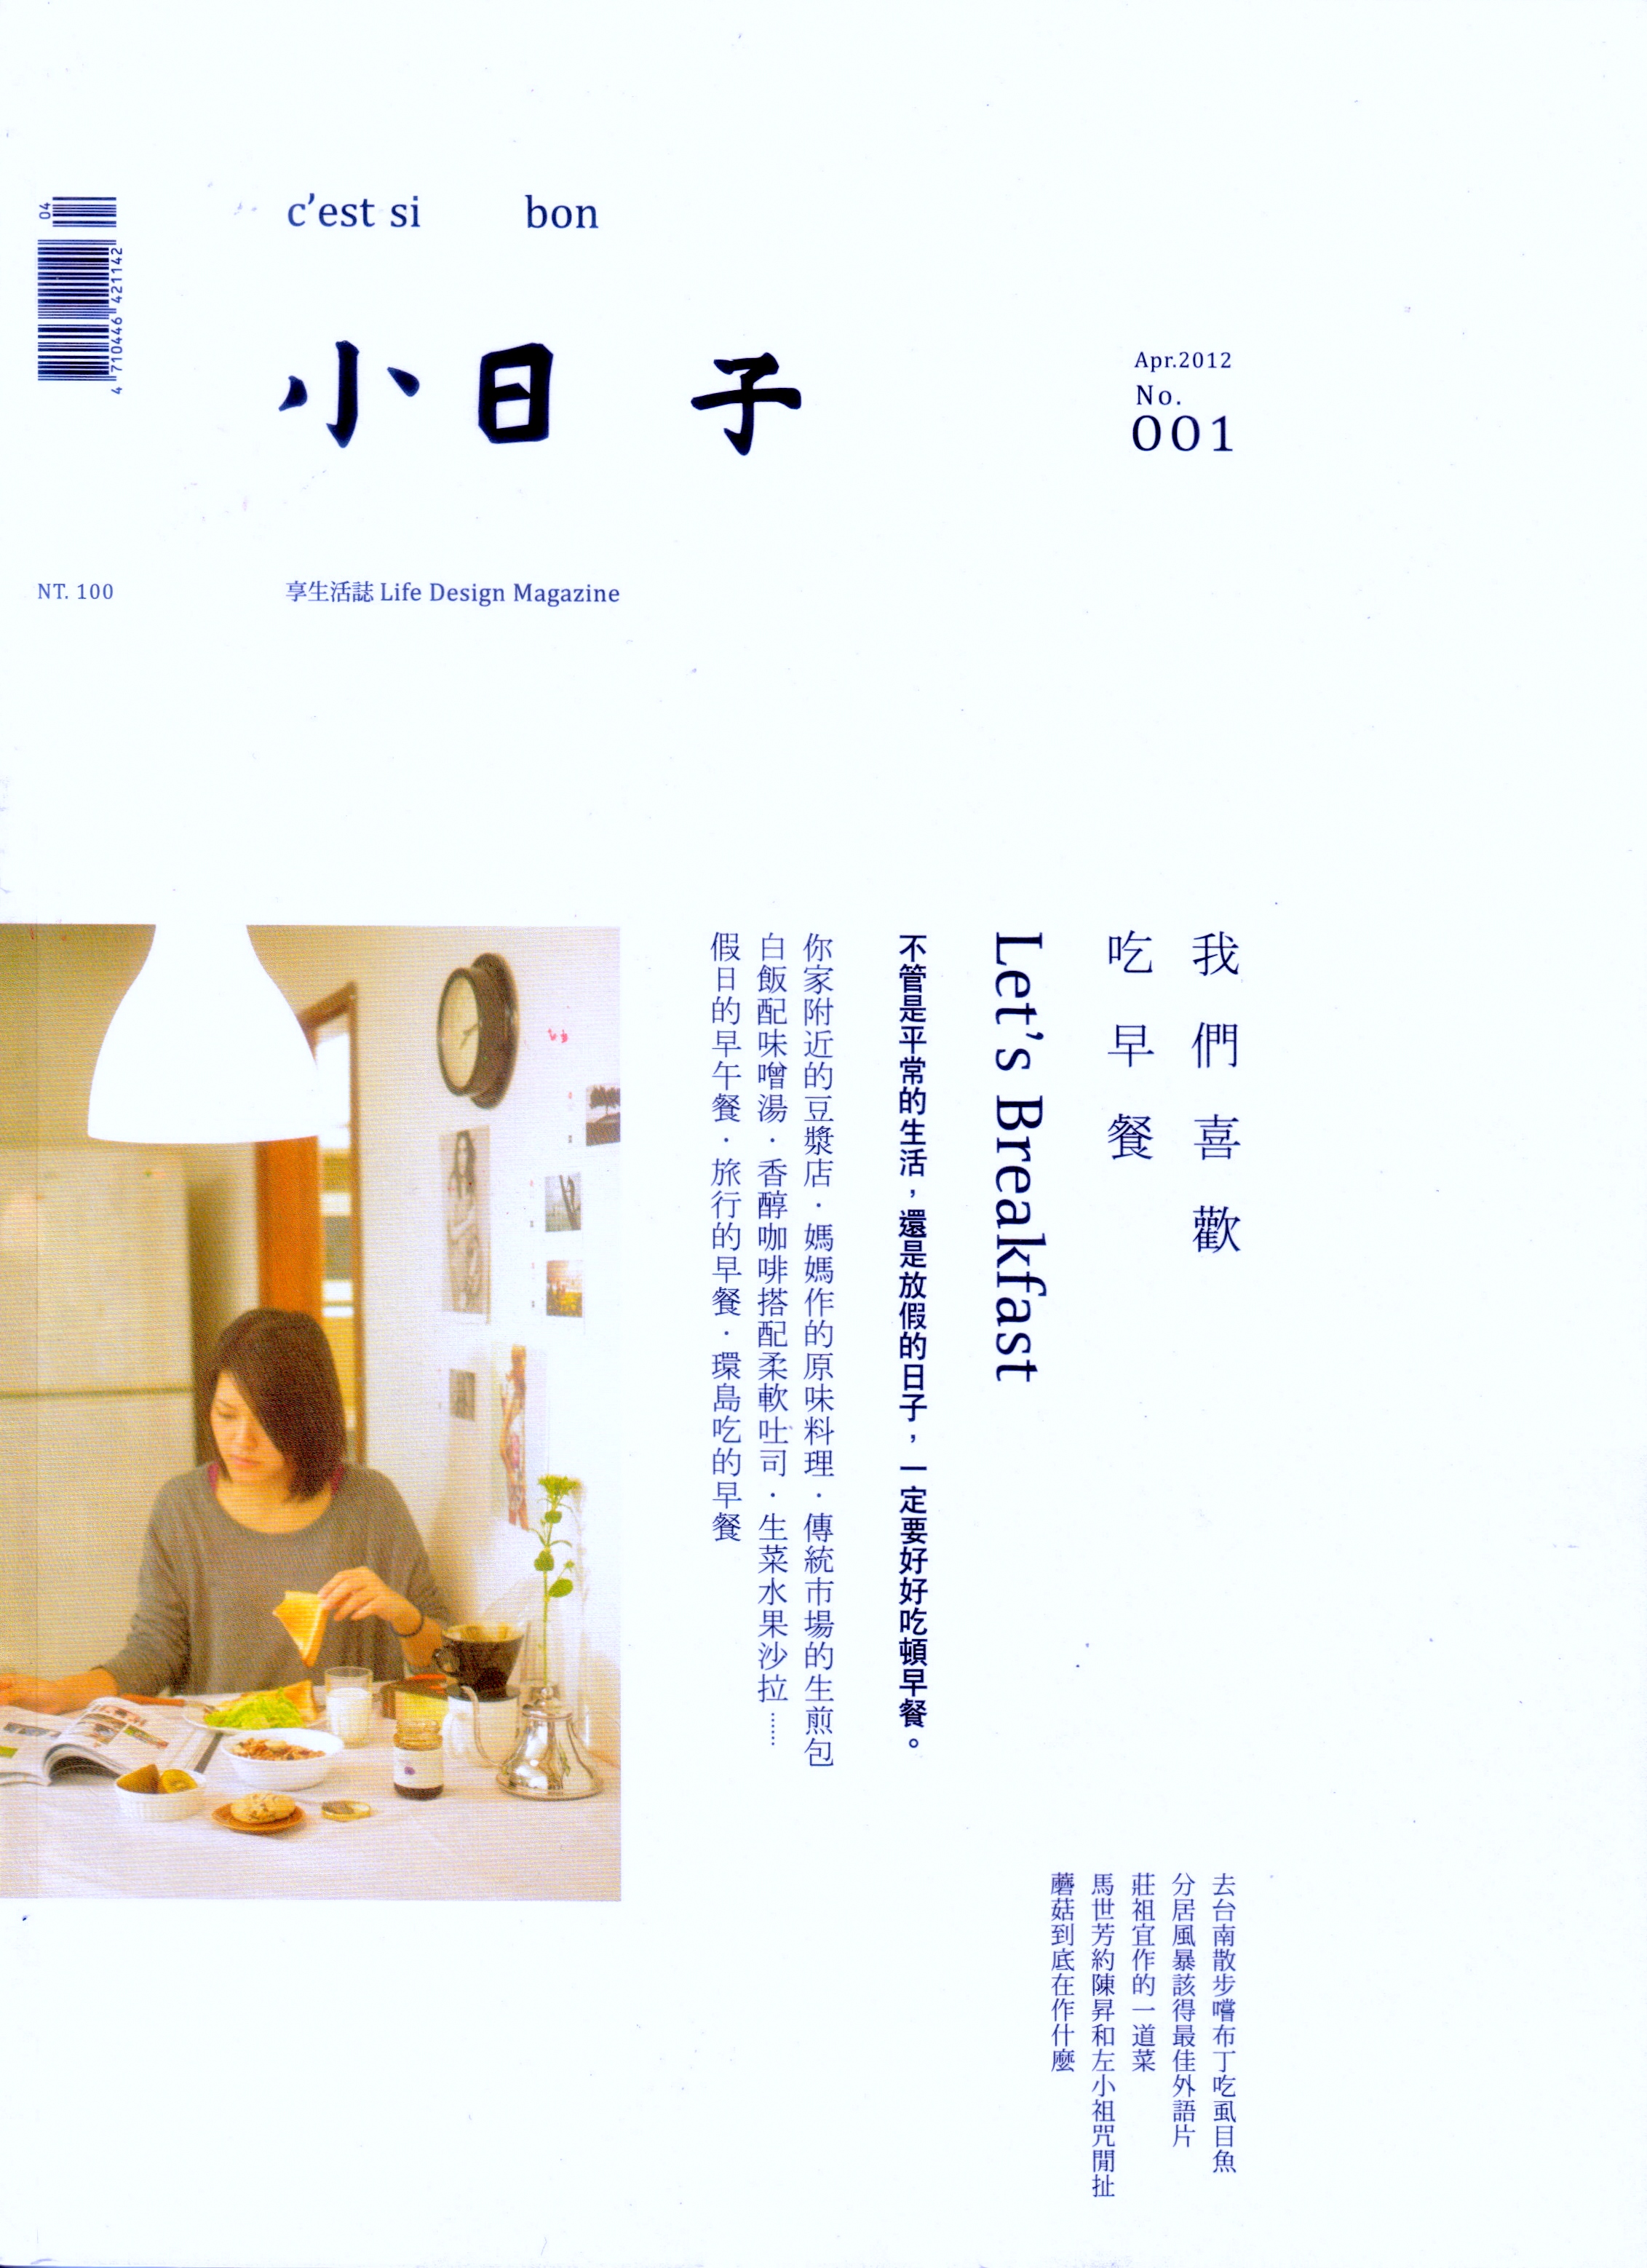 c'est si bon
小日子
Apr.2012
No.
001
04
4 710446 421142
NT. 100
享生活誌 Life Design Magazine
我們喜歡
吃早餐
Let's Breakfast
不管是平常的生活，還是放假的日子，一定要好好吃頓早餐。
你家附近的豆漿店．媽媽作的原味料理．傳統市場的生煎包
白飯配味噌湯．香醇咖啡搭配柔軟吐司．生菜水果沙拉……
假日的早午餐．旅行的早餐．環島吃的早餐
去台南散步嚐布丁吃虱目魚
分居風暴該得最佳外語片
莊祖宜作的一道菜
馬世芳約陳昇和左小祖咒閒扯
蘑菇到底在作什麼